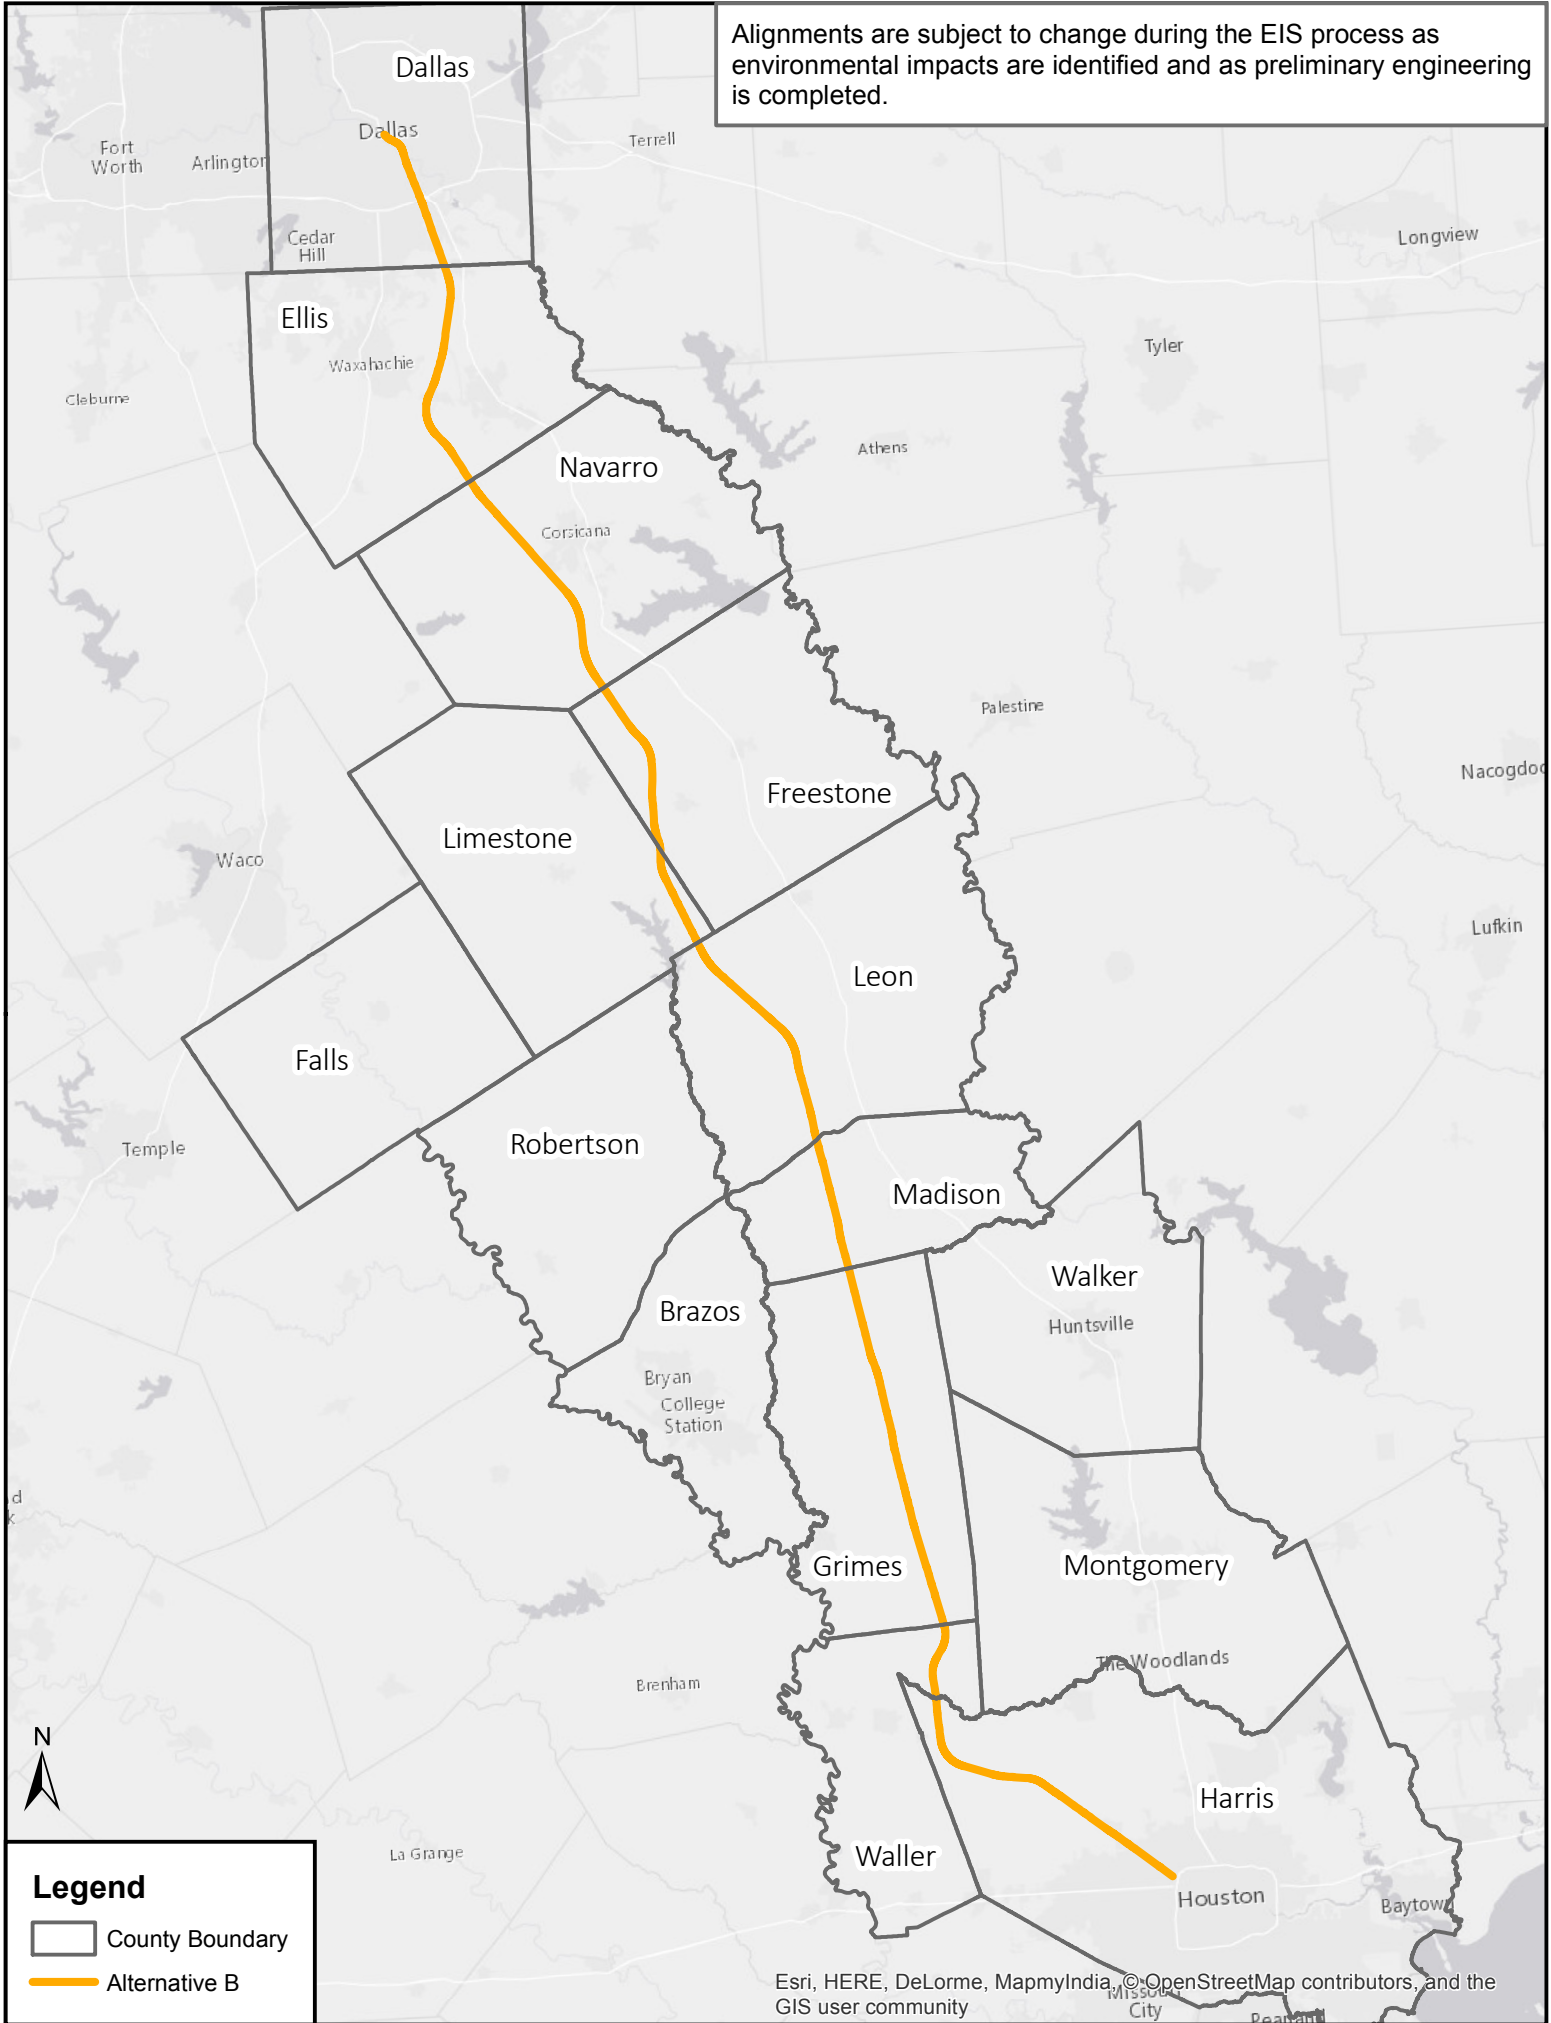 Alignments are subject to change during the EIS process as
environmental impacts are identified and as preliminary engineering
is completed.
Dallas
Dallas
Fort
Worth
Arlington
Terrell
Cedar
Hill
Longview
Ellis
Waxahachie
Tyler
Cleburne
Athens
Navarro
Corsicana
Palestine
Nacogdoc
Freestone
Limestone
Waco
Lufkin
Leon
Falls
Robertson
Temple
Madison
Walker
Huntsville
Brazos
Bryan
College
Station
d
k
Grimes
Montgomery
The Woodlands
Brenham
N
Harris
Waller
La Grange
Houston
Baytown
Legend
County Boundary
Alternative B
Esri, HERE, DeLorme, MapmyIndia, © OpenStreetMap contributors, and the
GIS user community
Missouri
City
Pearland